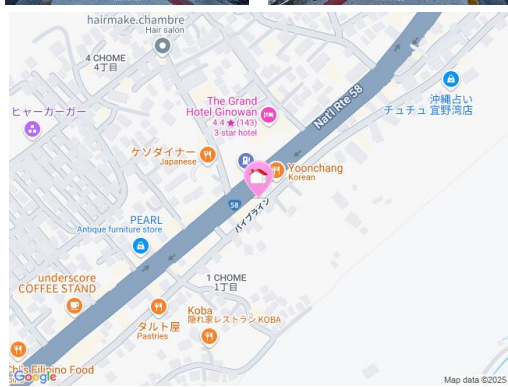 hairmake.chambre
Hair salon
4 CHOME
4丁目
ヒャーカーガー
The Grand
Hotel Ginowan
4.4 ★ (143)
3-star hotel
Nat'l Rte 58
沖縄占い
チュチュ 宜野湾店
ケソダイナー
Japanese
Yoonchang
Korean
58
パイプライン
PEARL
Antique furniture store
1 CHOME
1丁目
underscore
COFFEE STAND
タルト屋
Pastries
Koba
隠れ家レストラン KOBA
Filipino Food
Google
Map data ©2025